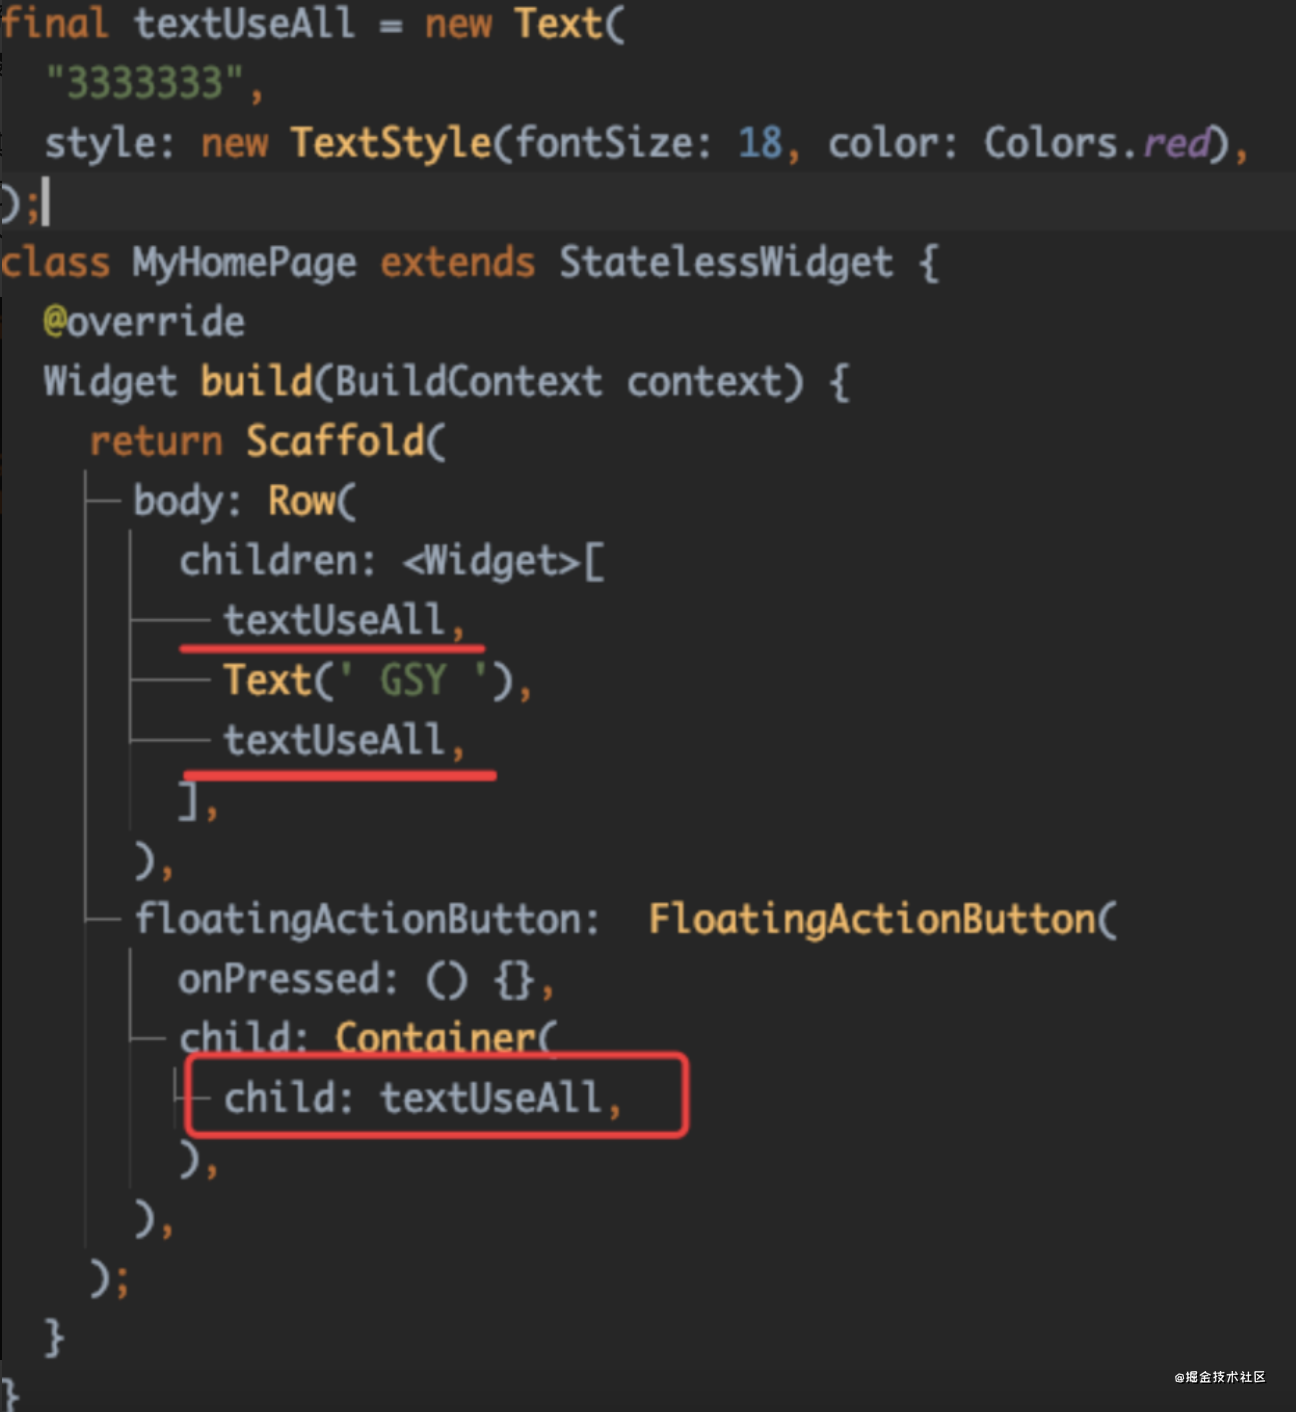 final textUseAll = new Text(
  "3333333",
  style: new TextStyle(fontSize: 18, color: Colors.red),
);
class MyHomePage extends StatelessWidget {
  @override
  Widget build(BuildContext context) {
    return Scaffold(
      body: Row(
        children: <Widget>[
          textUseAll,
          Text(' GSY '),
          textUseAll,
        ],
      ),
      floatingActionButton:  FloatingActionButton(
        onPressed: () {},
        child: Container(
          child: textUseAll,
        ),
      ),
    );
  }
}
@掘金技术社区